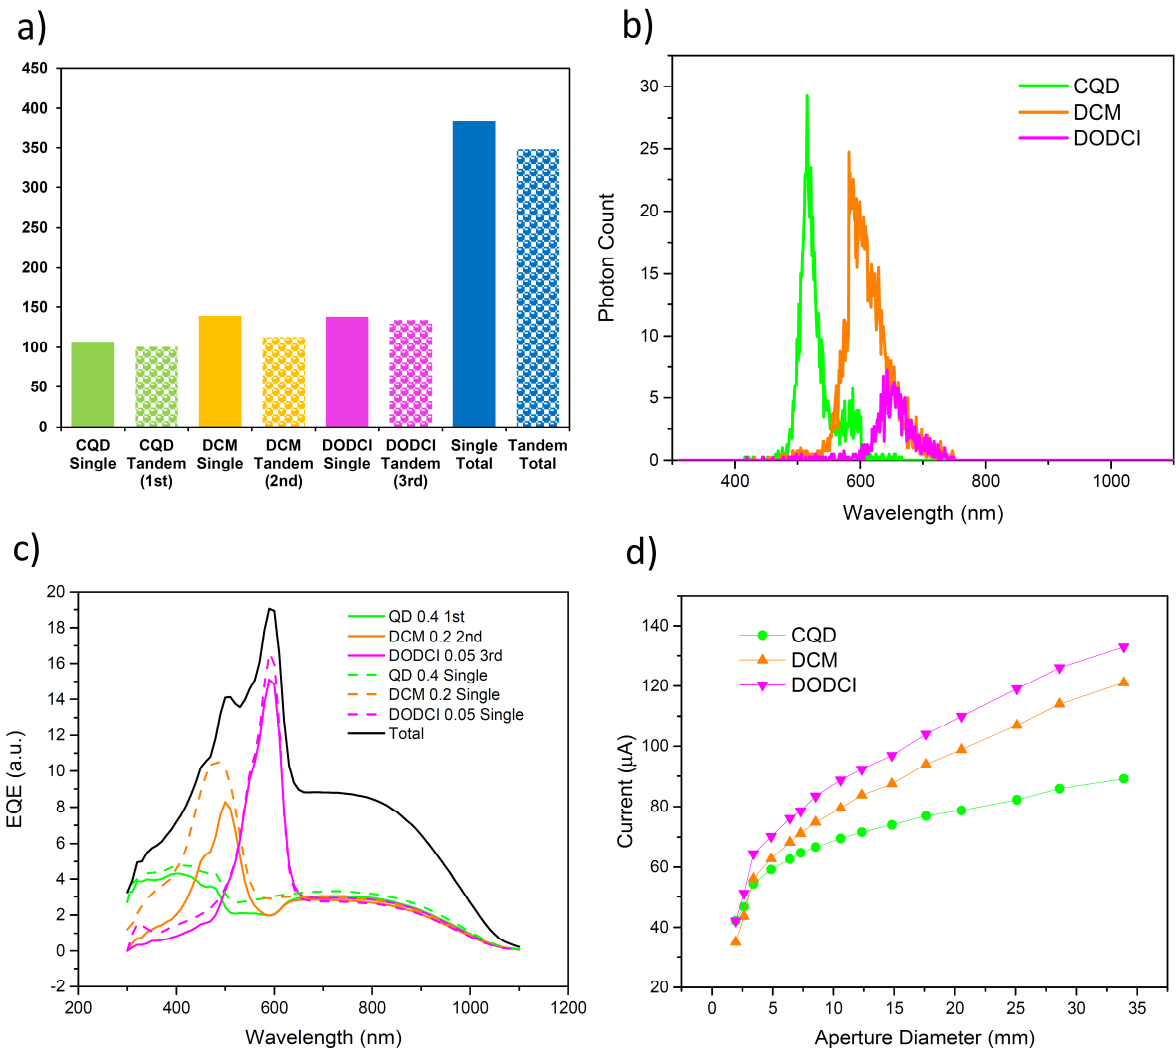 a)
450
400
350
300
250
200
150
100
50
0
CQD CQD DCM DCM DODCI DODCI Single Tandem
Single Tandem Single Tandem Single Tandem Total Total
(1st) (2nd) (3rd)
b)
30
25
20
15
10
5
0
Photon Count
CQD
DCM
DODCI
400 600 800 1000
Wavelength (nm)
c)
20
18
16
14
12
10
8
6
4
2
0
-2
EQE (a.u.)
QD 0.4 1st
DCM 0.2 2nd
DODCI 0.05 3rd
QD 0.4 Single
DCM 0.2 Single
DODCI 0.05 Single
Total
200 400 600 800 1000 1200
Wavelength (nm)
d)
140
120
100
80
60
40
20
Current (µA)
CQD
DCM
DODCI
0 5 10 15 20 25 30 35
Aperture Diameter (mm)